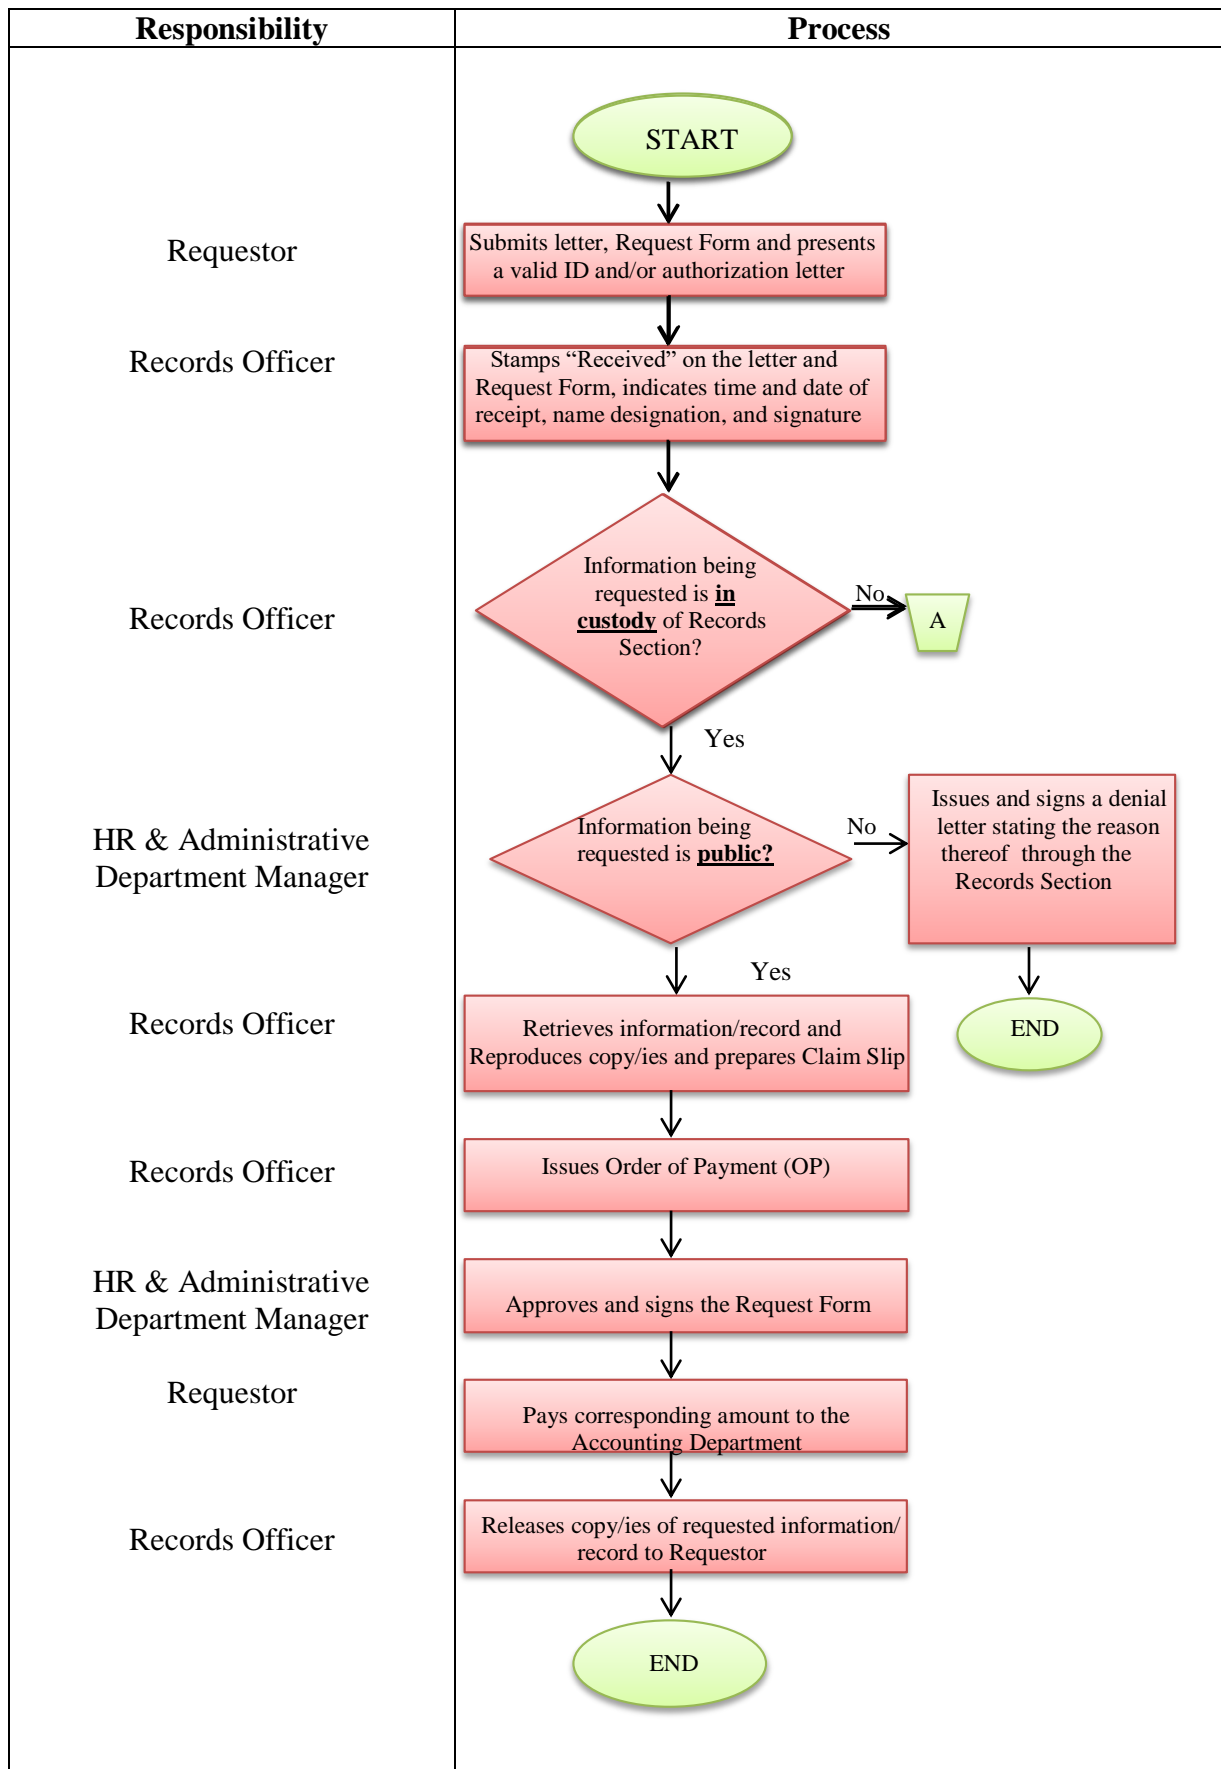 Responsibility
Process
START
Requestor
Submits letter, Request Form and presents
a valid ID and/or authorization letter
Records Officer
Stamps “Received” on the letter and
Request Form, indicates time and date of
receipt, name designation, and signature
Records Officer
Information being
requested is in
custody of Records
Section?
No
A
Yes
HR & Administrative
Department Manager
Information being
requested is public?
No
Issues and signs a denial
letter stating the reason
thereof through the
Records Section
Yes
END
Records Officer
Retrieves information/record and
Reproduces copy/ies and prepares Claim Slip
Records Officer
Issues Order of Payment (OP)
HR & Administrative
Department Manager
Approves and signs the Request Form
Requestor
Pays corresponding amount to the
Accounting Department
Records Officer
Releases copy/ies of requested information/
record to Requestor
END